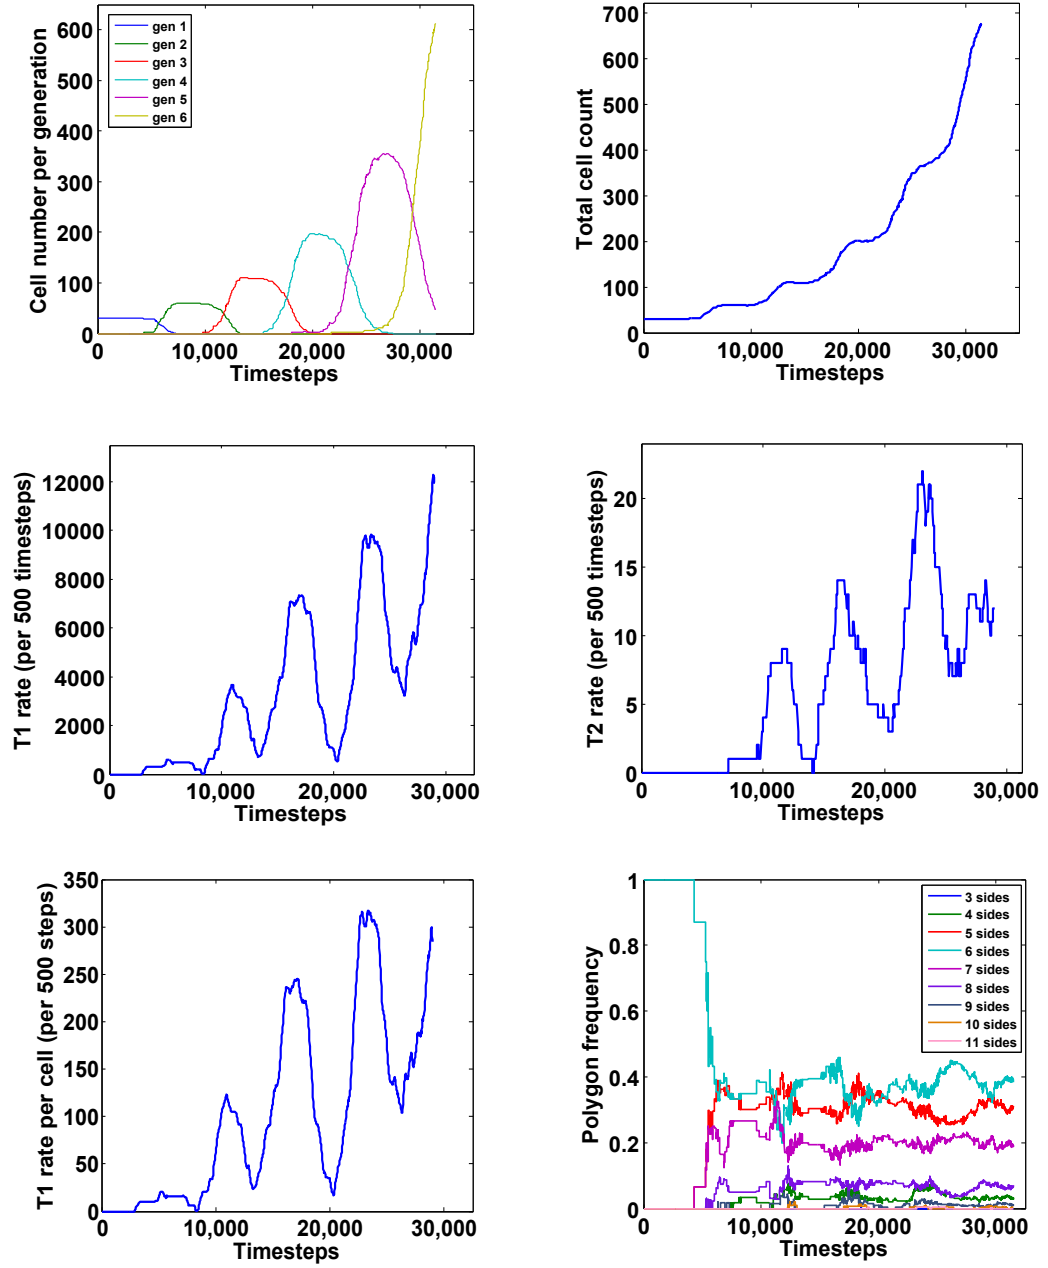 600
500
400
300
200
100
0
Cell number per generation
gen 1
gen 2
gen 3
gen 4
gen 5
gen 6
0
10,000
20,000
30,000
Timesteps
700
600
500
400
300
200
100
0
Total cell count
0
10,000
20,000
30,000
Timesteps
12000
10000
8000
6000
4000
2000
0
T1 rate (per 500 timesteps)
0
10,000
20,000
30,000
Timesteps
20
15
10
5
0
T2 rate (per 500 timesteps)
0
10,000
20,000
30,000
Timesteps
350
300
250
200
150
100
50
0
T1 rate per cell (per 500 steps)
0
10,000
20,000
30,000
Timesteps
1
0.8
0.6
0.4
0.2
0
Polygon frequency
3 sides
4 sides
5 sides
6 sides
7 sides
8 sides
9 sides
10 sides
11 sides
0
10,000
20,000
30,000
Timesteps